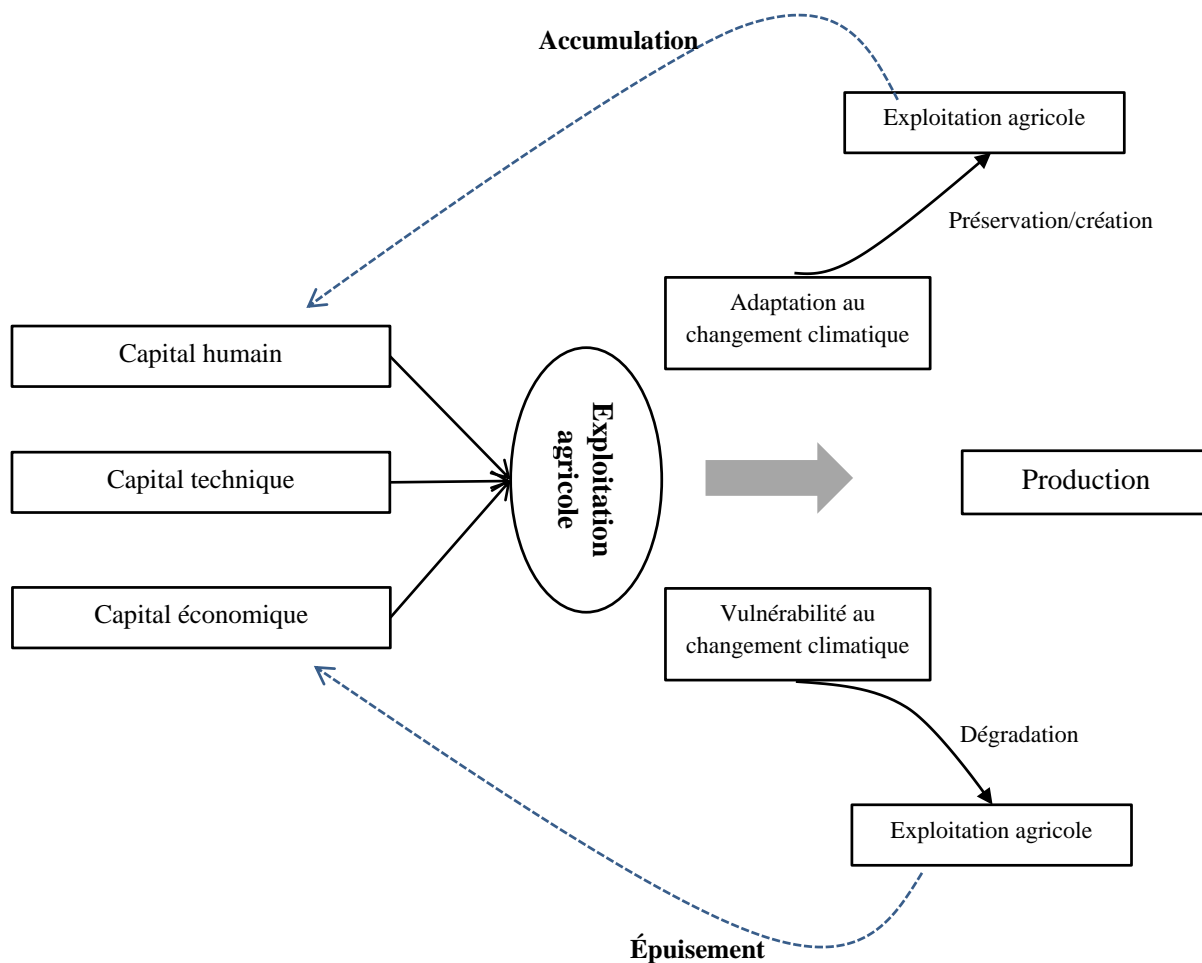 Accumulation
Exploitation agricole
Préservation/création
Adaptation au
changement climatique
Capital humain
Capital technique
Capital économique
Exploitation
agricole
Production
Vulnérabilité au
changement climatique
Dégradation
Exploitation agricole
Épuisement